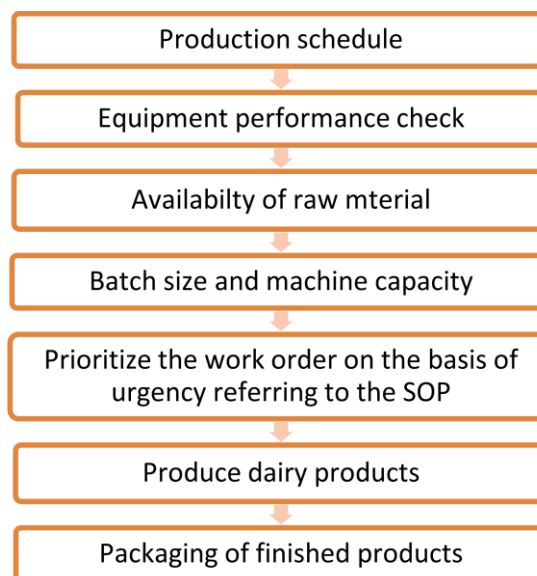 Production schedule
Equipment performance check
Availabilty of raw mterial
Batch size and machine capacity
Prioritize the work order on the basis of
urgency referring to the SOP
Produce dairy products
Packaging of finished products